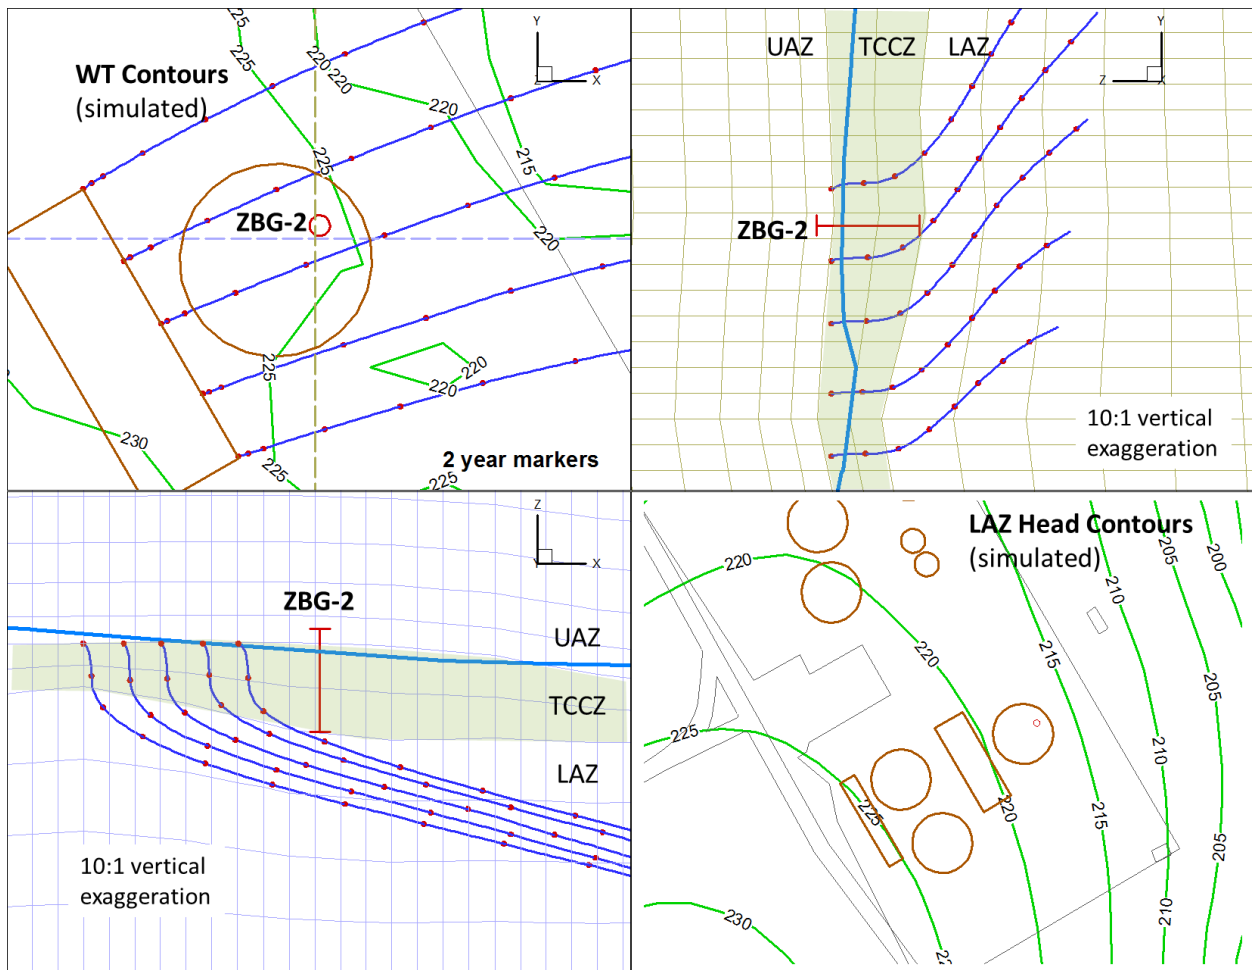 225
225
220
220
Y
Z
X
WT Contours
(simulated)
220
225
215
ZBG-2
220
225
220
220
230
225
225
2 year markers
UAZ
TCCZ
LAZ
Y
Z
X
ZBG-2
10:1 vertical
exaggeration
Z
Y
X
ZBG-2
UAZ
TCCZ
LAZ
10:1 vertical
exaggeration
LAZ Head Contours
(simulated)
220
205
200
210
220
215
205
225
210
225
220
215
205
230
210